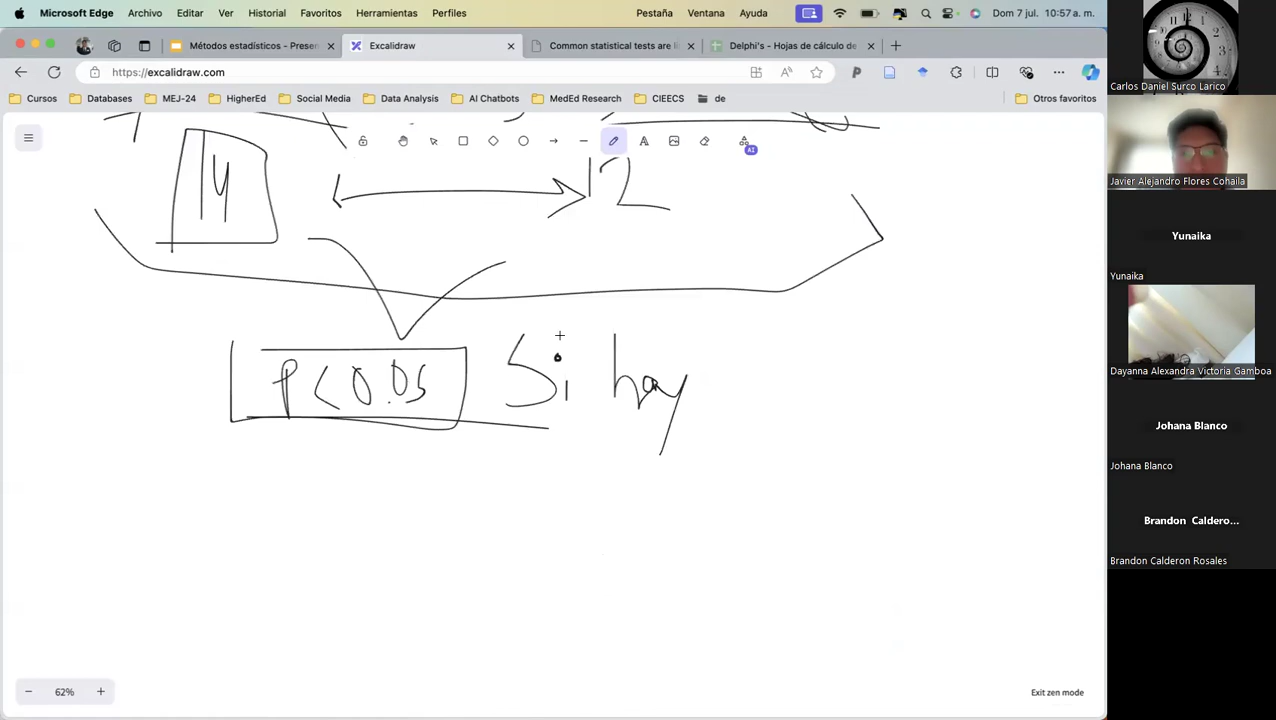 Microsoft Edge Archivo Editar Ver Historial Favoritos Herramientas Perfiles Pestaña Ventana Ayuda Dom 7 jul. 10:57 a. m.
Métodos estadísticos - Presen Excalidraw Common statistical tests are li Delphi's - Hojas de cálculo de
https://excalidraw.com
Cursos Databases MEJ-24 HigherEd Social Media Data Analysis AI Chatbots MedEd Research CIEECS de Otros favoritos
AI
14 12
P < 0.05 Si hay
62% Exit zen mode
Carlos Daniel Surco Larico
Javier Alejandro Flores Cohaila
Yunaika
Yunaika
Dayanna Alexandra Victoria Gamboa
Johana Blanco
Johana Blanco
Brandon Caldero...
Brandon Calderon Rosales